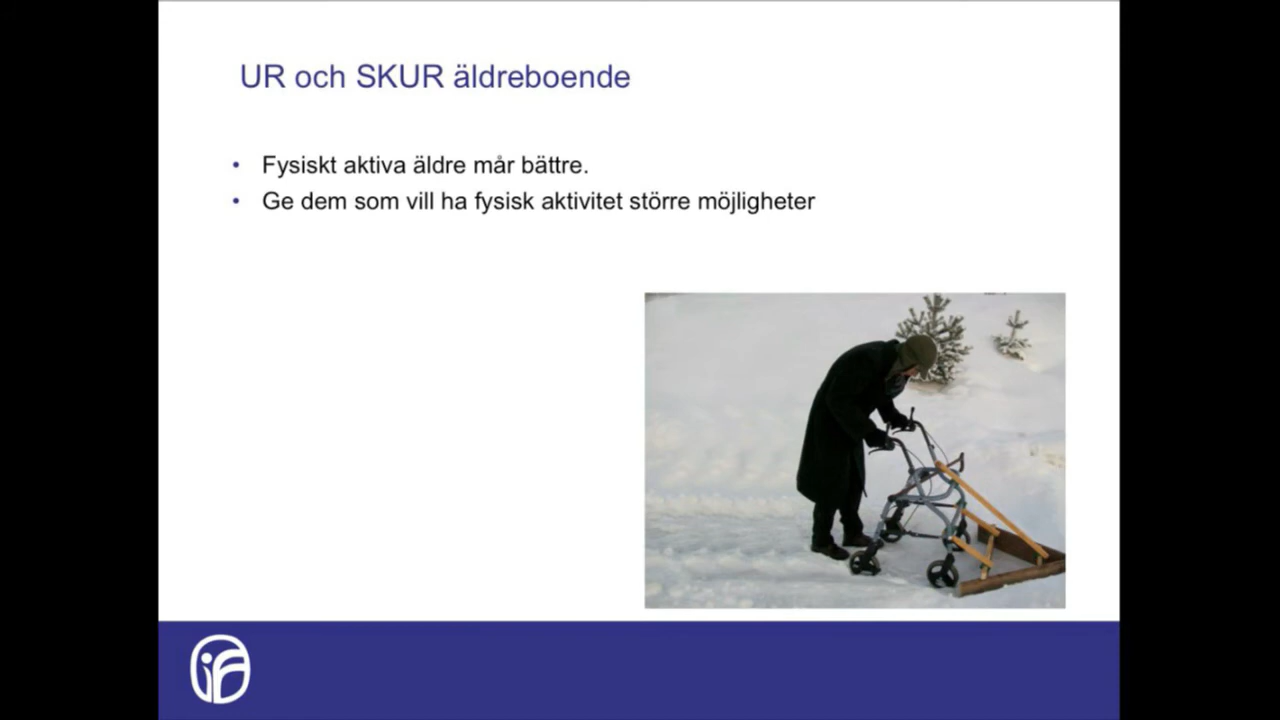 UR och SKUR äldreboende
• Fysiskt aktiva äldre mår bättre.
• Ge dem som vill ha fysisk aktivitet större möjligheter